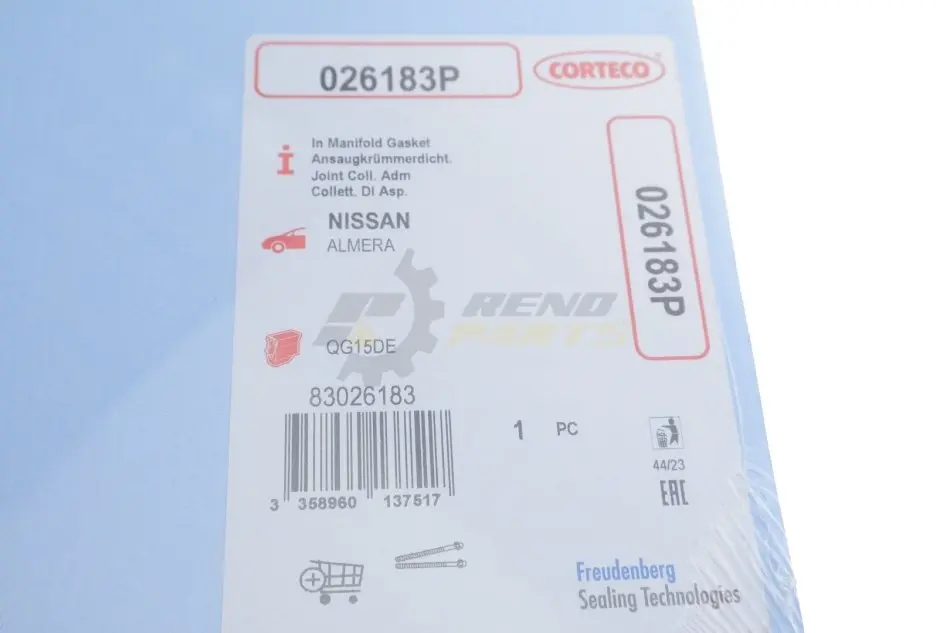 026183P
CORTECO
In Manifold Gasket
Ansaugkrümmerdicht.
Joint Coll. Adm
Collett. DI Asp.
NISSAN
ALMERA
026183P
RENO
PARTS
QG15DE
83026183
1 PC
3 358960 137517
44/23
EAC
Freudenberg
Sealing Technologies